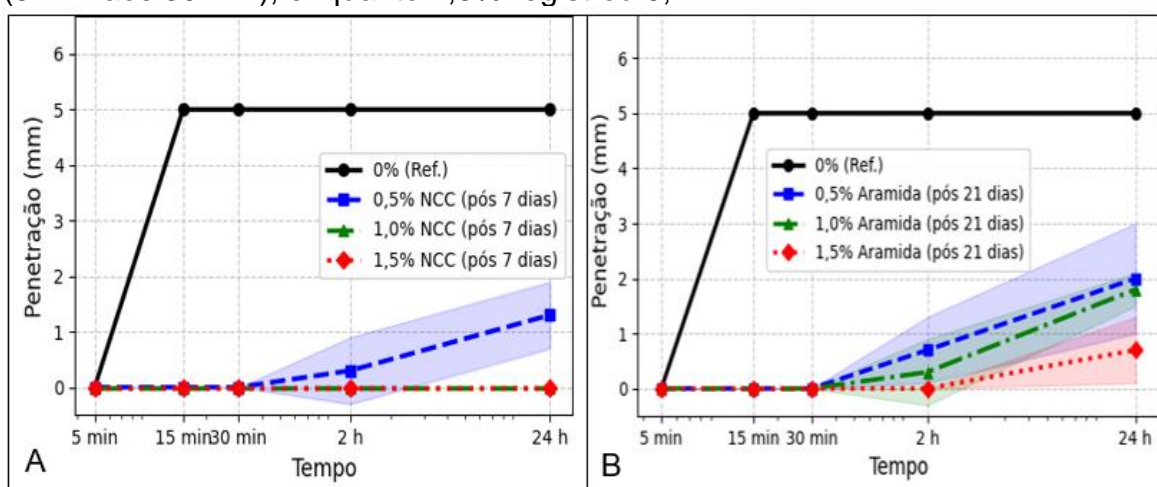 6
5
4
3
2
1
0
Penetração (mm)
0% (Ref.)
0,5% NCC (pós 7 dias)
1,0% NCC (pós 7 dias)
1,5% NCC (pós 7 dias)
5 min
15 min
30 min
2 h
24 h
Tempo
A
6
5
4
3
2
1
0
Penetração (mm)
0% (Ref.)
0,5% Aramida (pós 21 dias)
1,0% Aramida (pós 21 dias)
1,5% Aramida (pós 21 dias)
5 min
15 min
30 min
2 h
24 h
Tempo
B